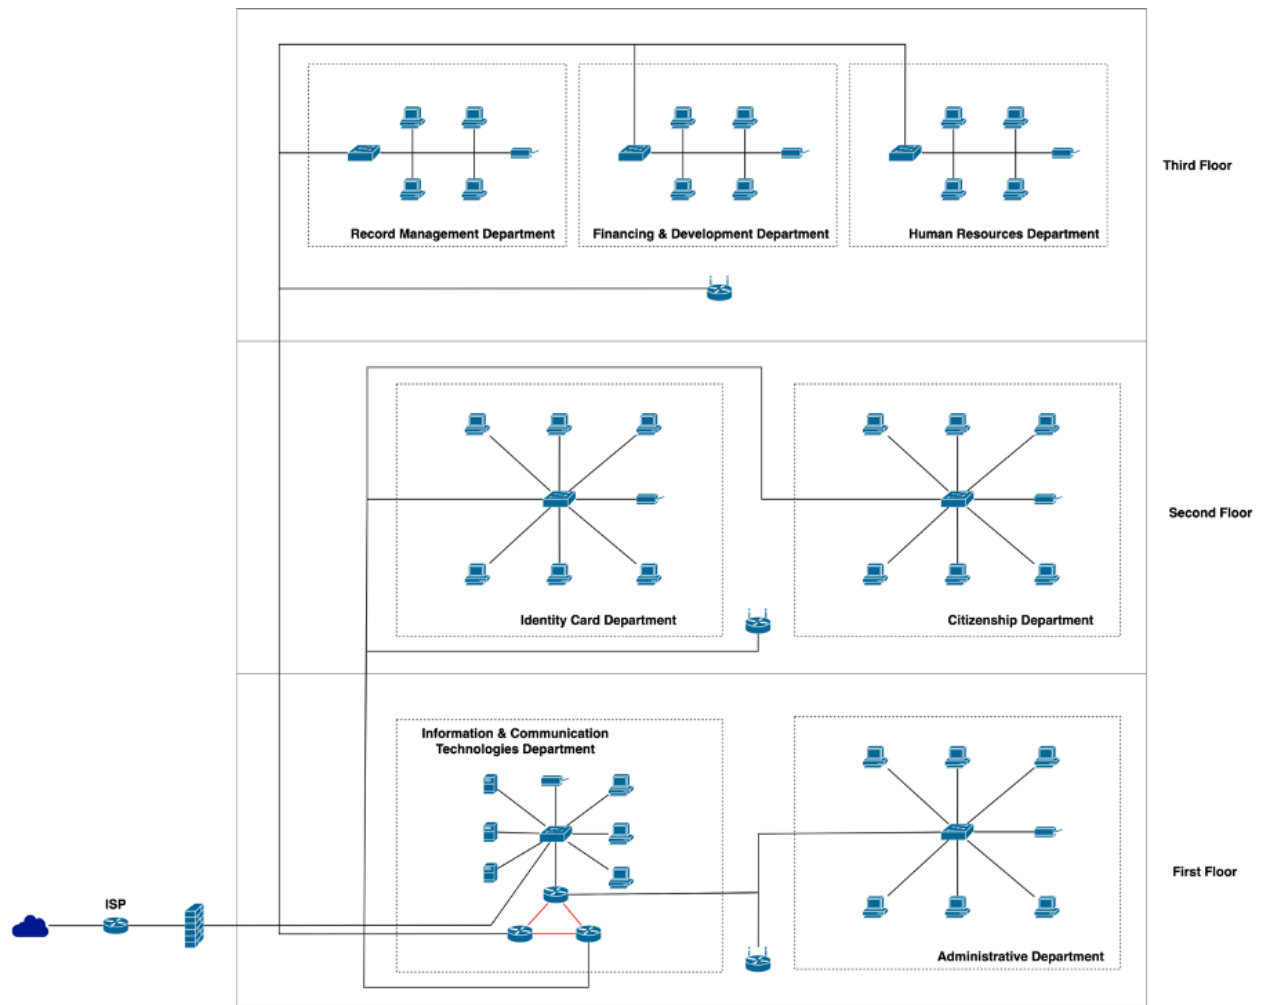 Third Floor
Record Management Department
Financing & Development Department
Human Resources Department
Second Floor
Identity Card Department
Citizenship Department
Information & Communication
Technologies Department
First Floor
ISP
Administrative Department